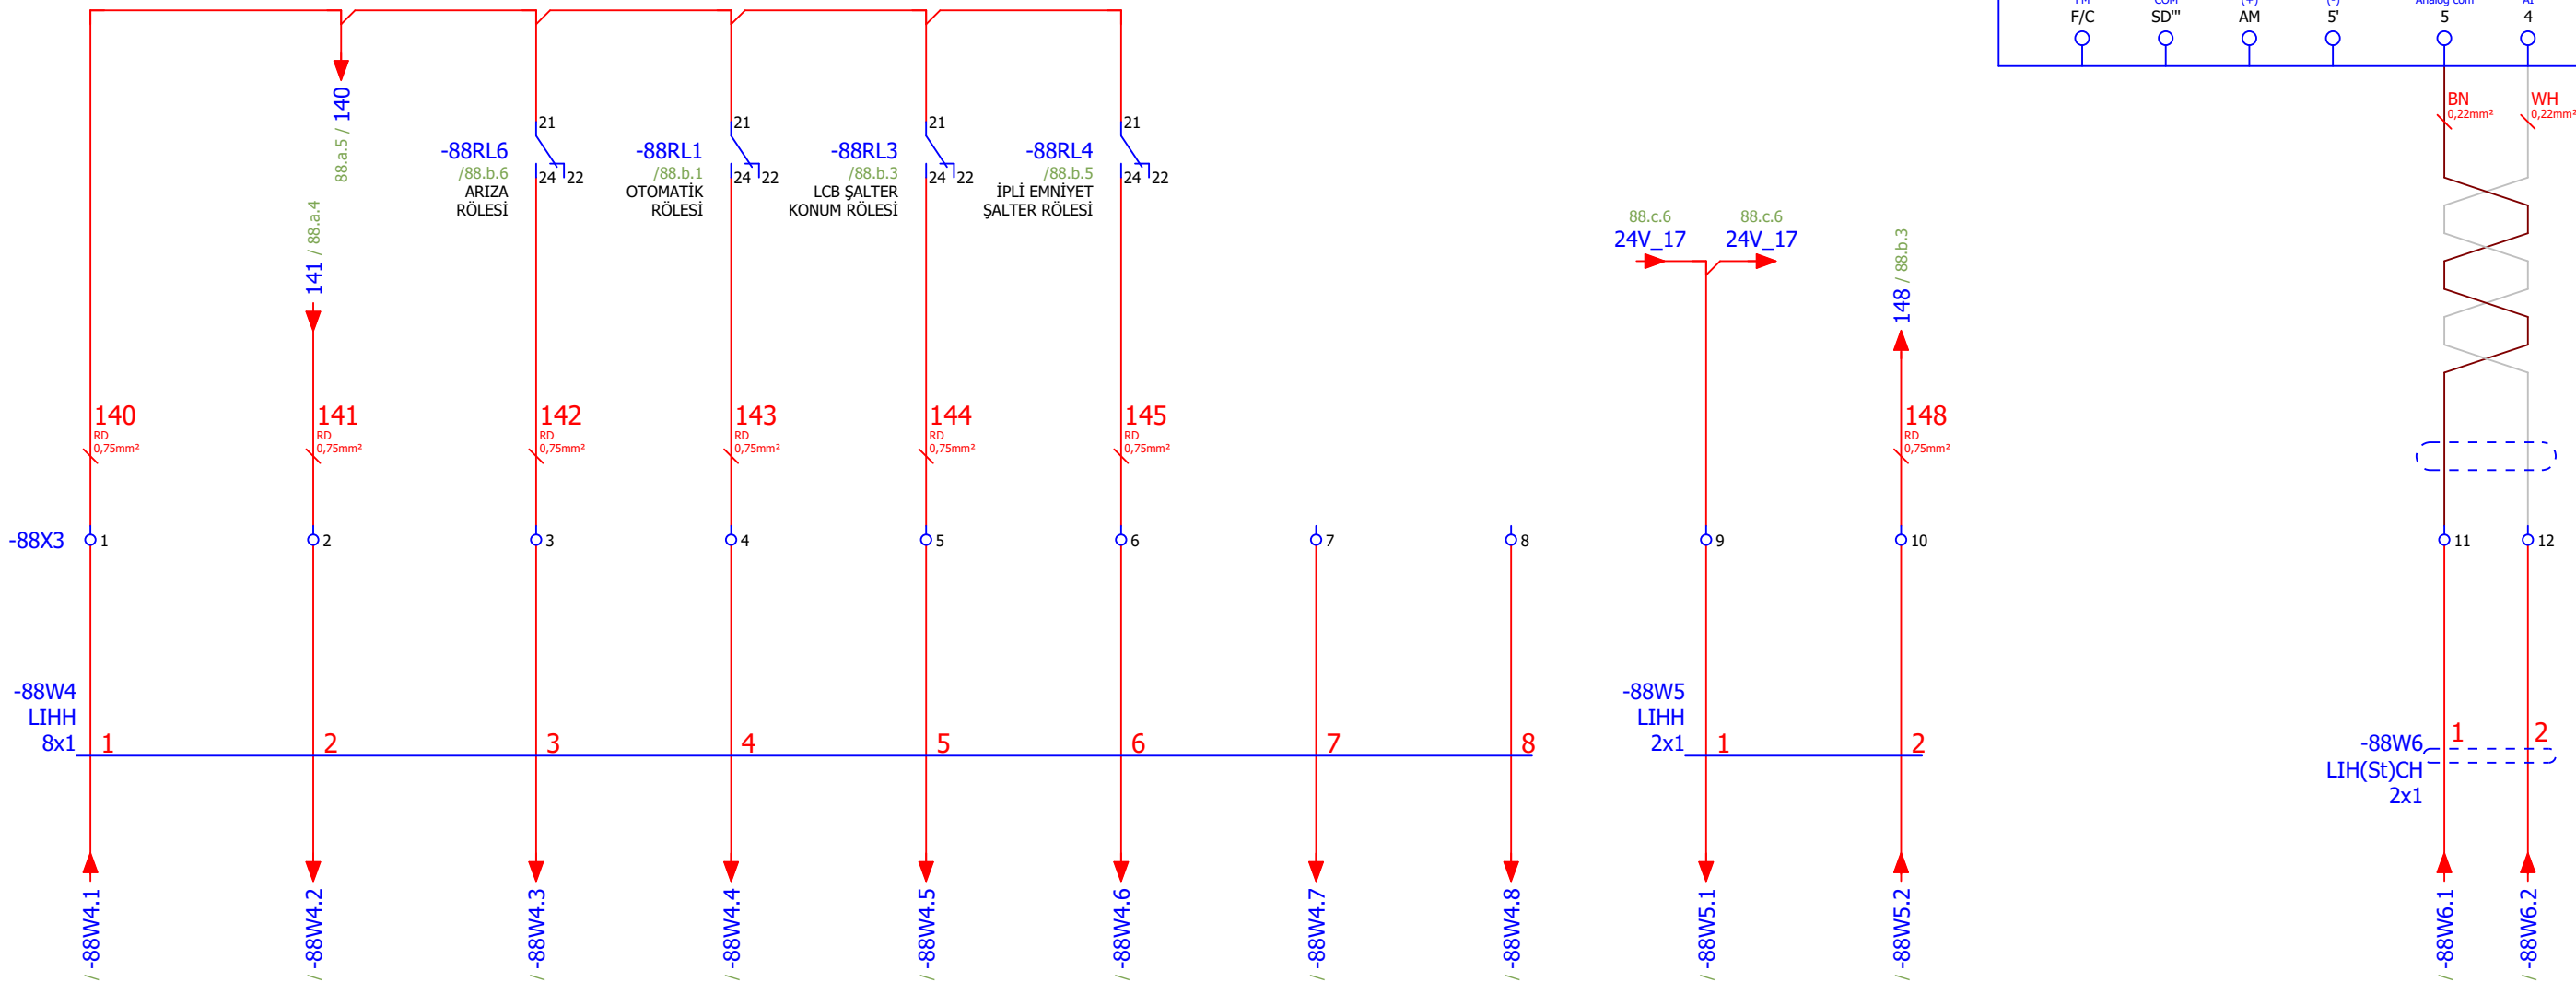 FM
COM
(+)
(-)
Analog com
AI
F/C
SD'''
AM
5'
5
4
BN
0,22mm²
WH
0,22mm²
88.a.5 / 140
141 / 88.a.4
21
-88RL6
/88.b.6
24
22
ARIZA
RÖLESİ
21
-88RL1
/88.b.1
24
22
OTOMATİK
RÖLESİ
21
-88RL3
/88.b.3
24
22
LCB ŞALTER
KONUM RÖLESİ
21
-88RL4
/88.b.5
24
22
İPLİ EMNİYET
ŞALTER RÖLESİ
88.c.6
24V_17
88.c.6
24V_17
148 / 88.b.3
140
RD
0,75mm²
141
RD
0,75mm²
142
RD
0,75mm²
143
RD
0,75mm²
144
RD
0,75mm²
145
RD
0,75mm²
148
RD
0,75mm²
-88X3
1
2
3
4
5
6
7
8
9
10
11
12
-88W4
LIHH
8x1
1
2
3
4
5
6
7
8
-88W5
LIHH
2x1
1
2
-88W6
LIH(St)CH
2x1
1
2
/ -88W4.1
/ -88W4.2
/ -88W4.3
/ -88W4.4
/ -88W4.5
/ -88W4.6
/ -88W4.7
/ -88W4.8
/ -88W5.1
/ -88W5.2
/ -88W6.1
/ -88W6.2